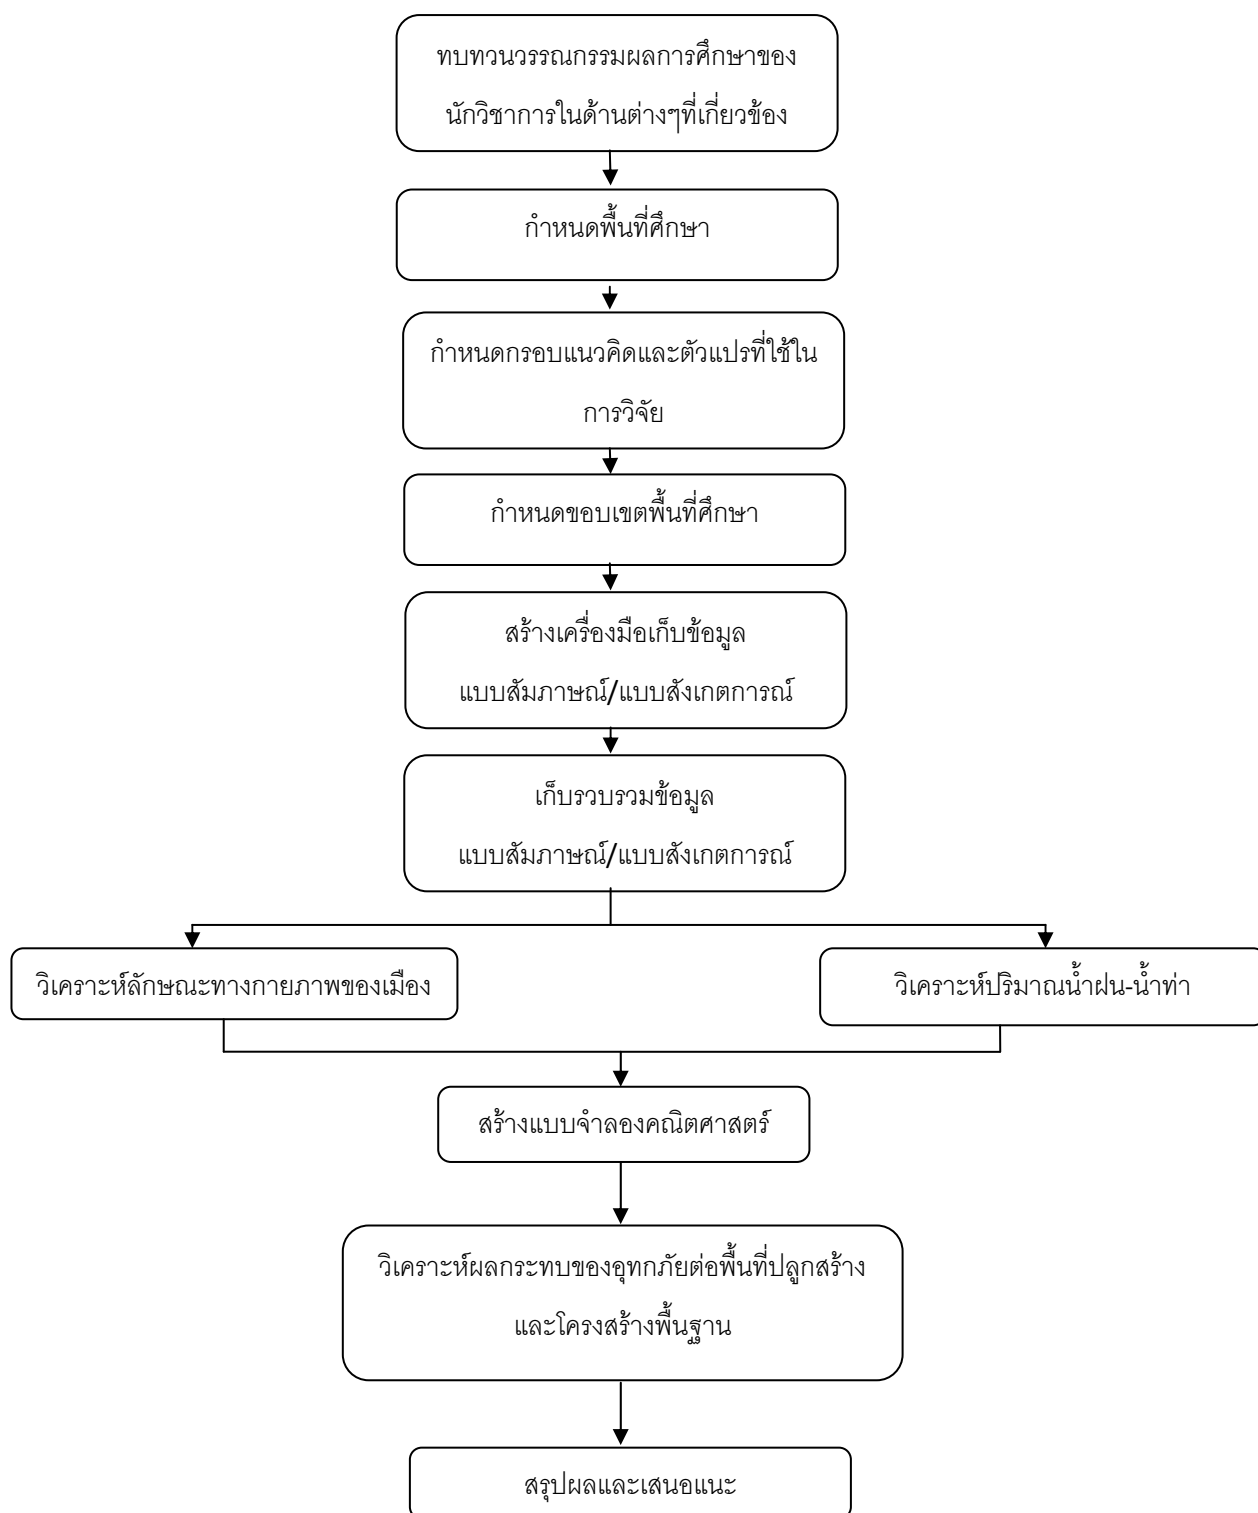 ทบทวนวรรณกรรมผลการศึกษาของ
นักวิชาการในด้านต่างๆที่เกี่ยวข้อง
กำหนดพื้นที่ศึกษา
กำหนดกรอบแนวคิดและตัวแปรที่ใช้ใน
การวิจัย
กำหนดขอบเขตพื้นที่ศึกษา
สร้างเครื่องมือเก็บข้อมูล
แบบสัมภาษณ์/แบบสังเกตการณ์
เก็บรวบรวมข้อมูล
แบบสัมภาษณ์/แบบสังเกตการณ์
วิเคราะห์ลักษณะทางกายภาพของเมือง
วิเคราะห์ปริมาณน้ำฝน-น้ำท่า
สร้างแบบจำลองคณิตศาสตร์
วิเคราะห์ผลกระทบของอุทกภัยต่อพื้นที่ปลูกสร้าง
และโครงสร้างพื้นฐาน
สรุปผลและเสนอแนะ